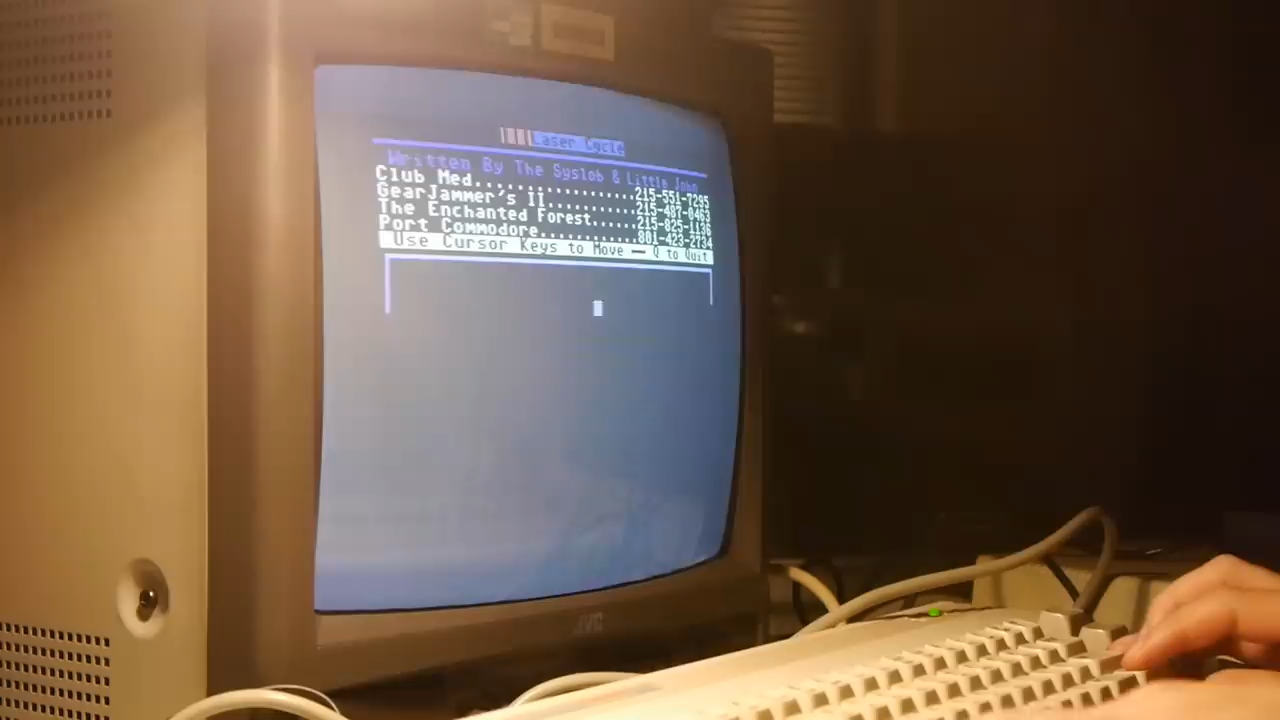 Laser Cycle
Written By The Syslob & Little John
Club Med..................215-551-7295
GearJammer's II..........215-487-0463
The Enchanted Forest.....215-825-1136
Port Commodore...........801-423-2734
Use Cursor Keys to Move — Q to Quit
JVC